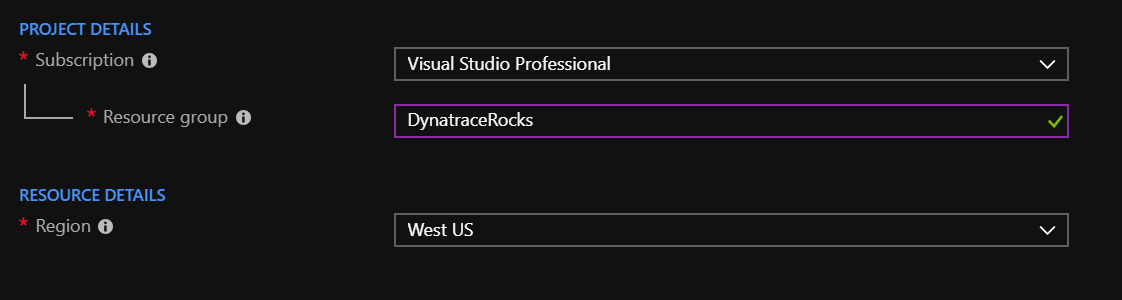 PROJECT DETAILS
* Subscription
Visual Studio Professional
* Resource group
DynatraceRocks
RESOURCE DETAILS
* Region
West US